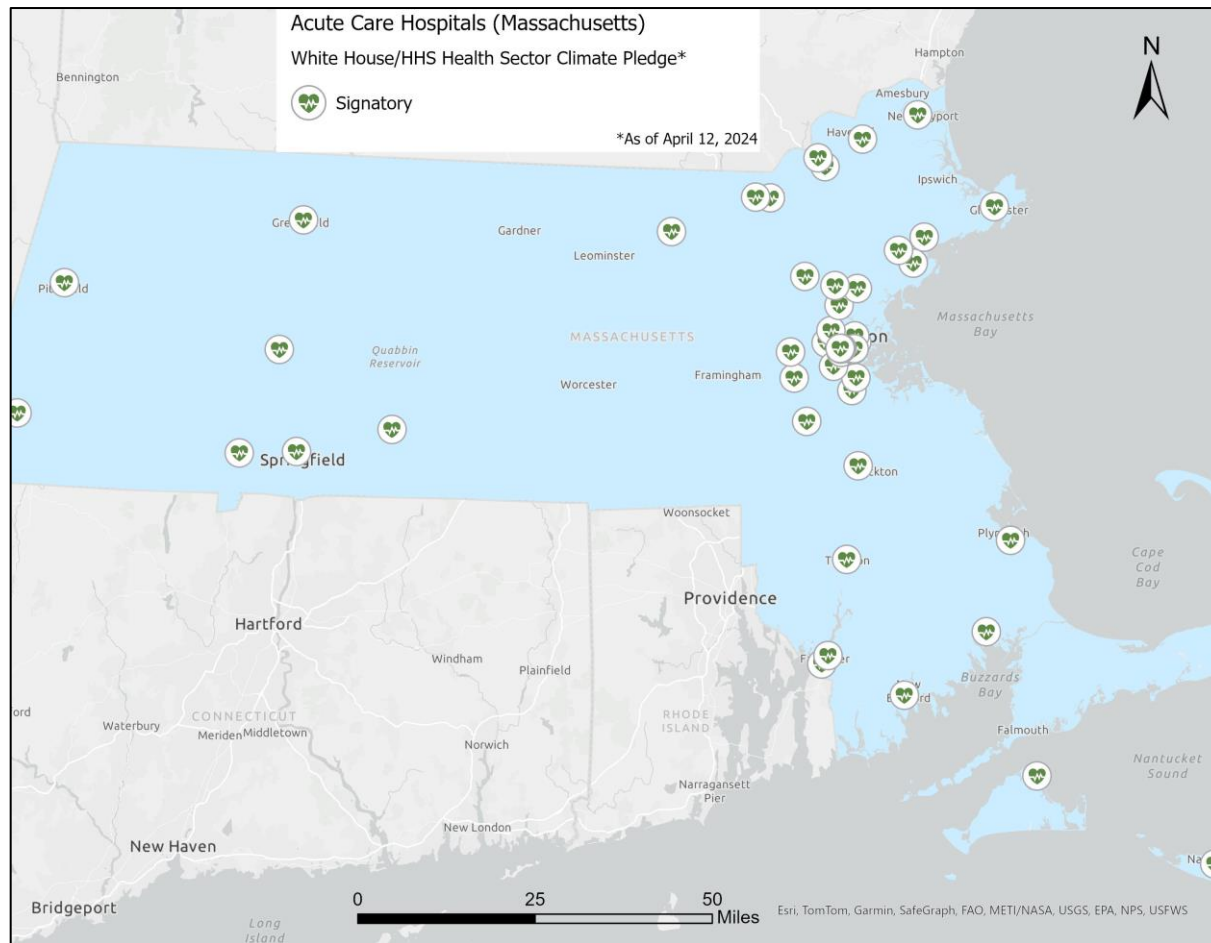 Acute Care Hospitals (Massachusetts)
White House/HHS Health Sector Climate Pledge*
Signatory
*As of April 12, 2024
N
Hampton
Bennington
Amesbury
Ipswich
Gardner
Leominster
MASSACHUSETTS
Massachusetts
Bay
Quabbin
Reservoir
Framingham
Worcester
Springfield
Woonsocket
Cape
Cod
Bay
Providence
Hartford
Windham
Plainfield
Buzzards
Bay
CONNECTICUT
RHODE
ISLAND
Waterbury
Meriden
Middletown
Norwich
Falmouth
Nantucket
Sound
Narragansett
Pier
New London
New Haven
Bridgeport
Long
Island
0 25 50
Miles
Esri, TomTom, Garmin, SafeGraph, FAO, METI/NASA, USGS, EPA, NPS, USFWS